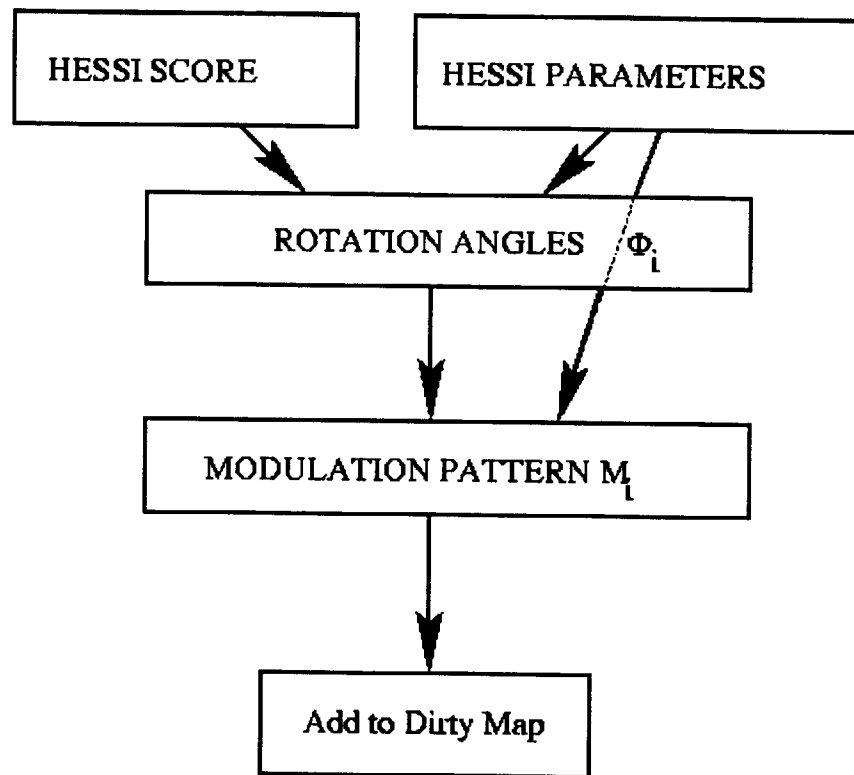 HESSI SCORE
HESSI PARAMETERS
ROTATION ANGLES Φi
MODULATION PATTERN Mi
Add to Dirty Map